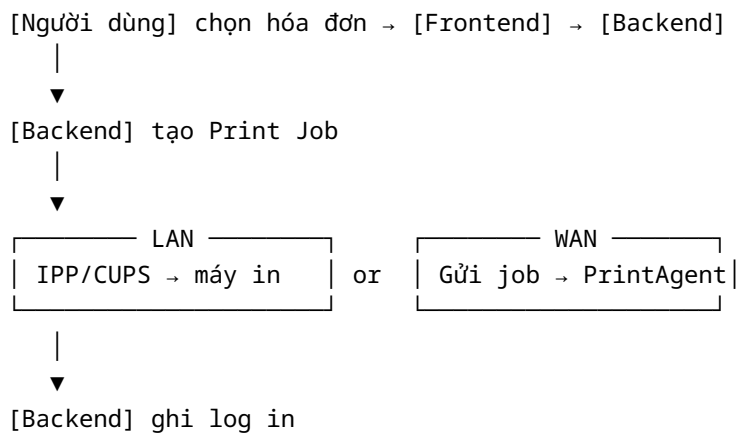 [Người dùng] chọn hóa đơn → [Frontend] → [Backend]
│
▼
[Backend] tạo Print Job
│
▼
┌──────── LAN ────────┐     ┌──────── WAN ───────┐
│ IPP/CUPS → máy in   │ or  │ Gửi job → PrintAgent│
└─────────────────────┘     └────────────────────┘
│
▼
[Backend] ghi log in